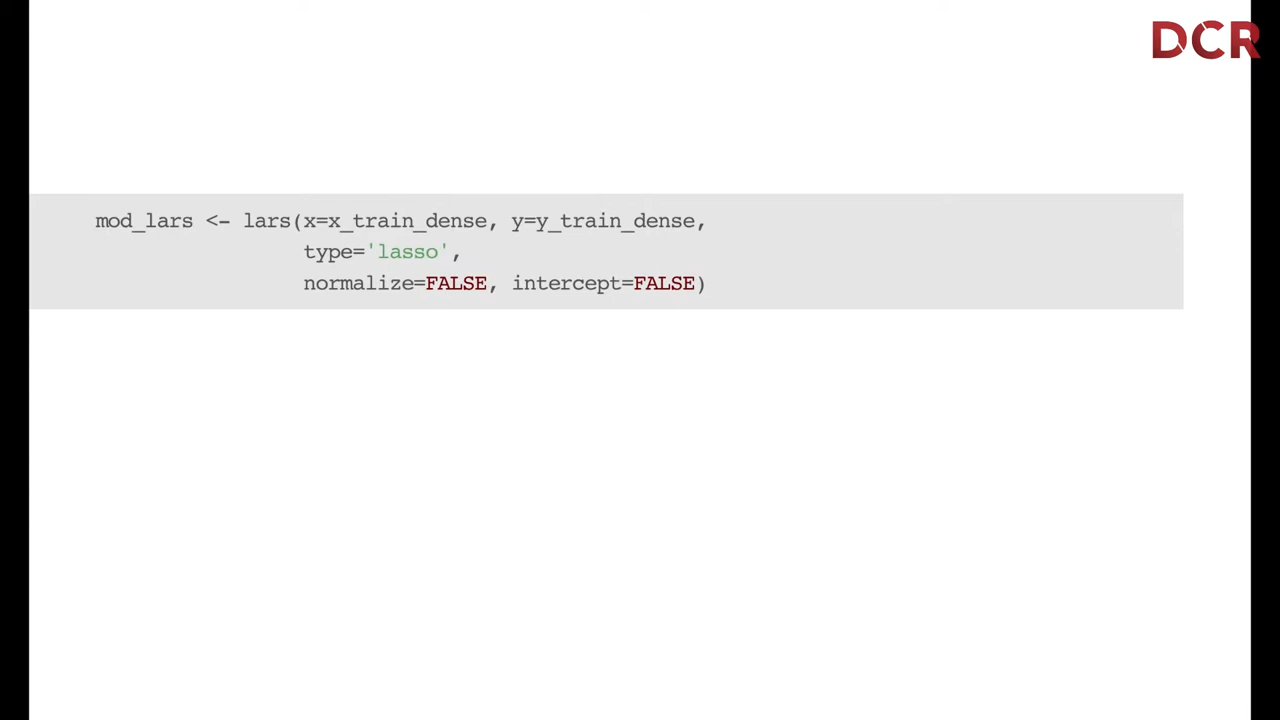 DCR
mod_lars <- lars(x=x_train_dense, y=y_train_dense,
type='lasso',
normalize=FALSE, intercept=FALSE)